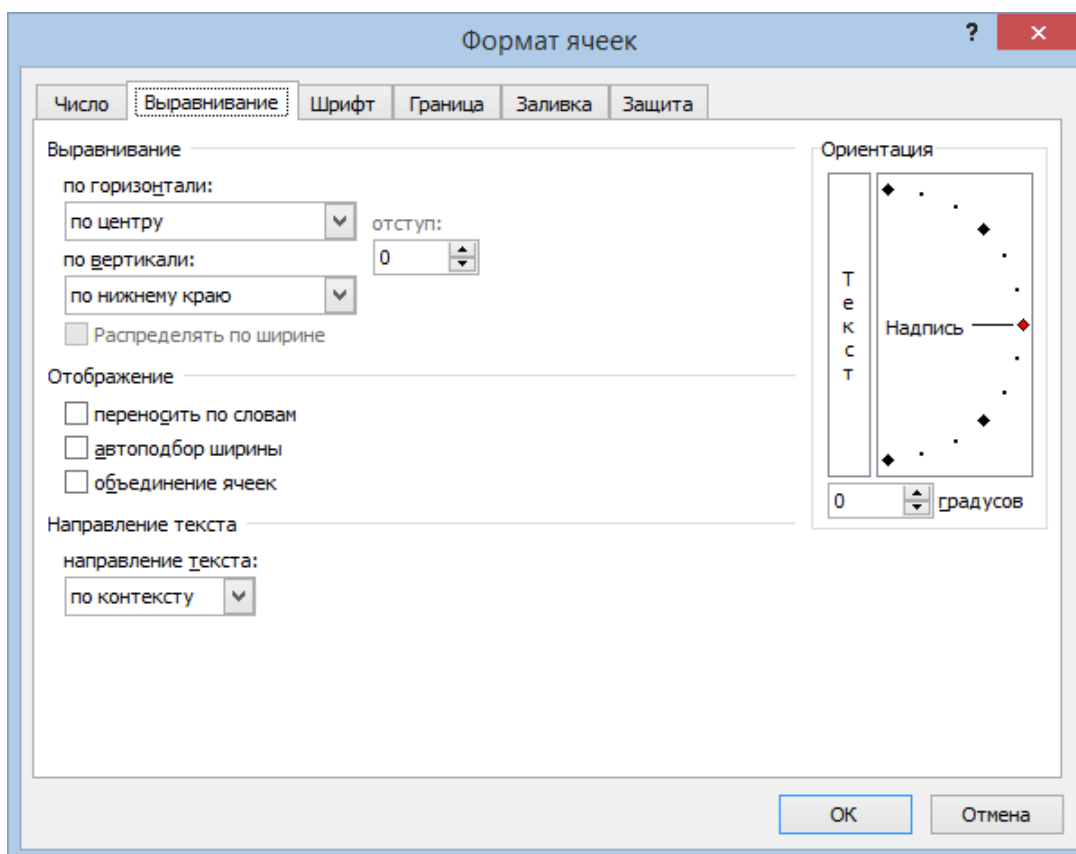 Формат ячеек
?
Число Выравнивание Шрифт Граница Заливка Защита
Выравнивание
по горизонтали:
по центру
отступ:
0
по вертикали:
по нижнему краю
Распределять по ширине
Отображение
переносить по словам
автоподбор ширины
объединение ячеек
Направление текста
направление текста:
по контексту
Ориентация
Текст
Надпись
0 градусов
ОК Отмена